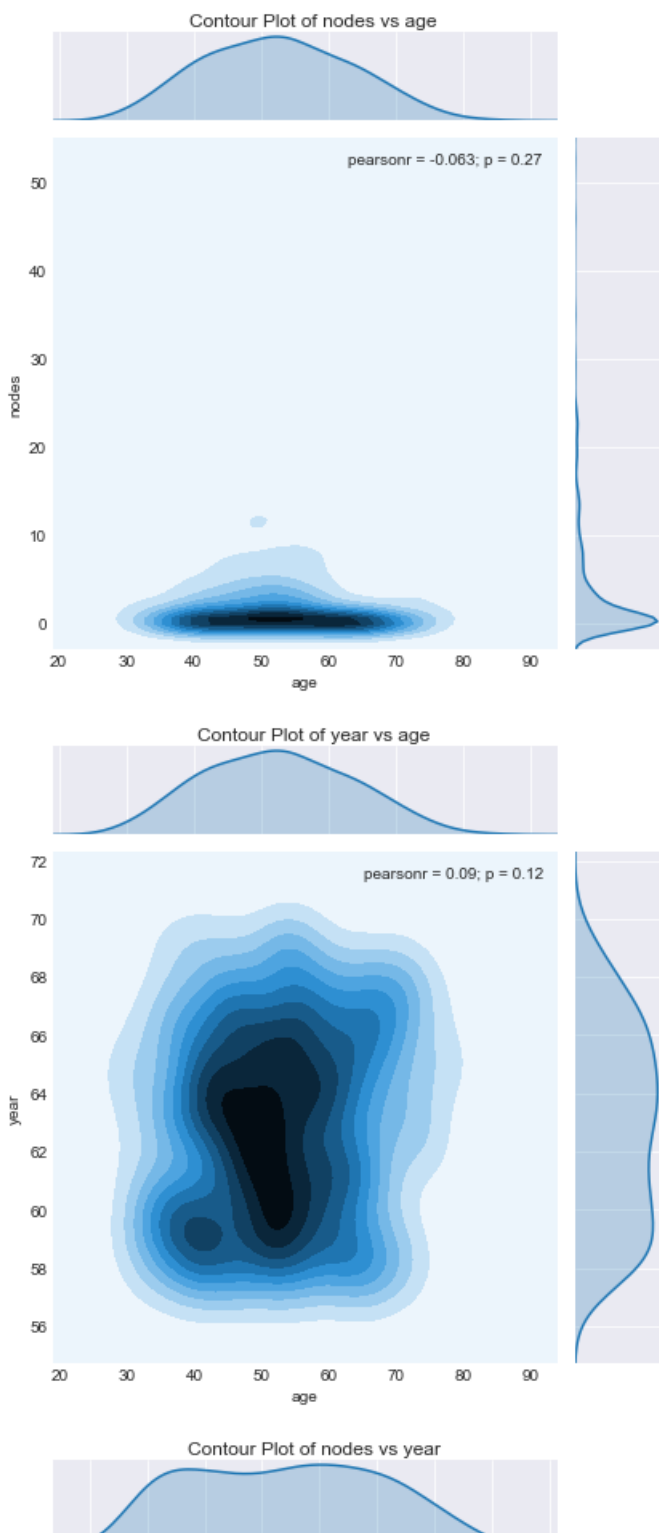 Contour Plot of nodes vs age
pearsonr = -0.063; p = 0.27
50
40
30
20
10
0
nodes
20 30 40 50 60 70 80 90
age
Contour Plot of year vs age
pearsonr = 0.09; p = 0.12
72
70
68
66
64
62
60
58
56
year
20 30 40 50 60 70 80 90
age
Contour Plot of nodes vs year